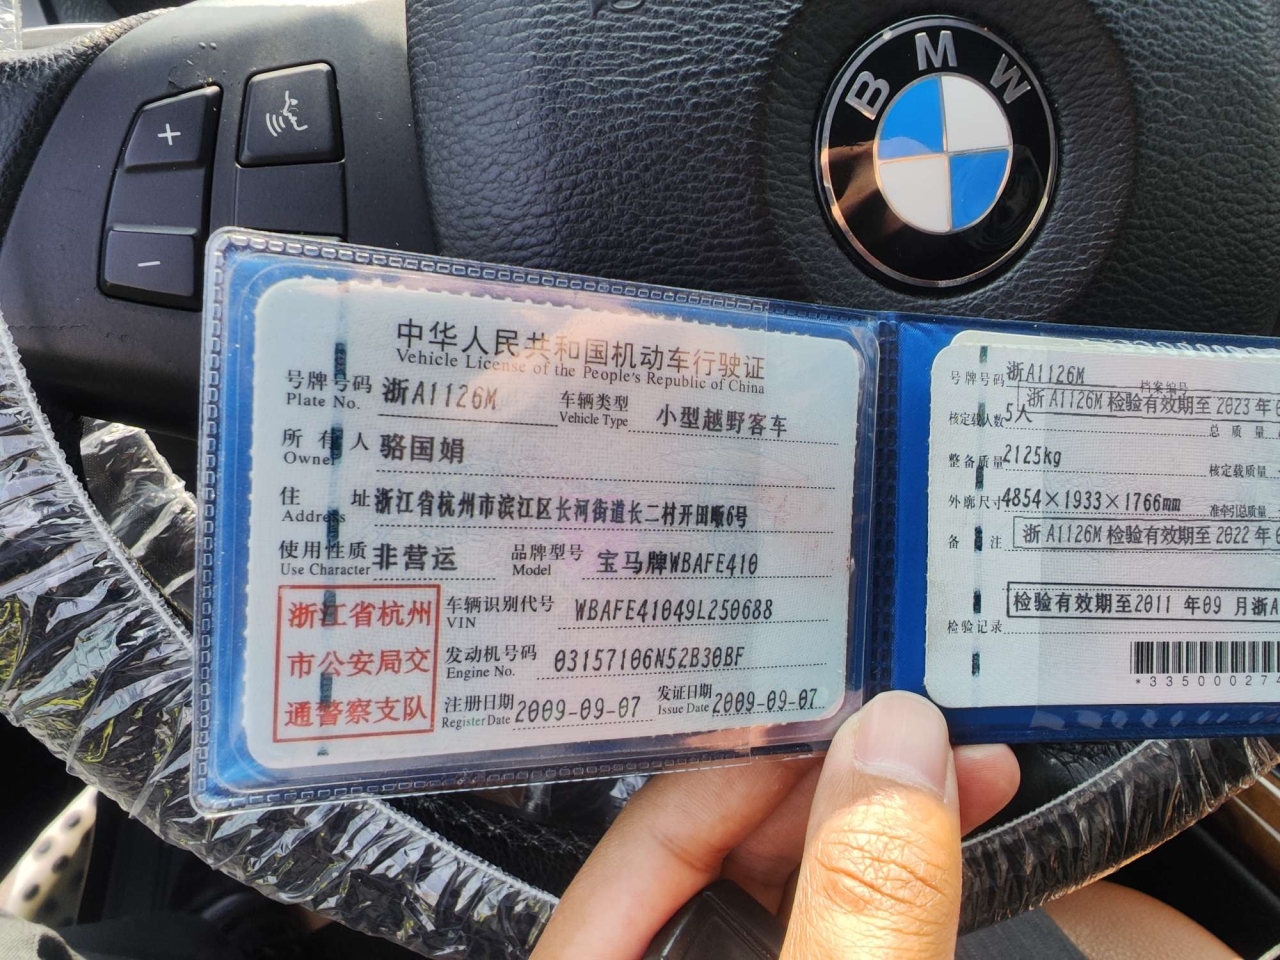 BMW
+
−
中华人民共和国机动车行驶证
Vehicle License of the People's Republic of China
号牌号码 浙A1126M 车辆类型 小型越野客车
Plate No. Vehicle Type
所有人 骆国娟
Owner
住址 浙江省杭州市滨江区长河街道长二村开田畈6号
Address
使用性质 非营运 品牌型号 宝马牌WBAFE410
Use Character Model
浙江省杭州
市公安局交
通警察支队
车辆识别代号 WBAFE41049L250688
VIN
发动机号码 03157106N52B30BF
Engine No.
注册日期 2009-09-07 发证日期 2009-09-07
Register Date Issue Date
号牌号码 浙A1126M 档案编号
浙A1126M检验有效期至2023年
核定载人数 5人 总质量
整备质量 2125kg 核定载质量
外廓尺寸 4854×1933×1766mm 准牵引总质量
备注 浙A1126M检验有效期至2022年
检验有效期至2011年09月浙A
检验记录
*335000274